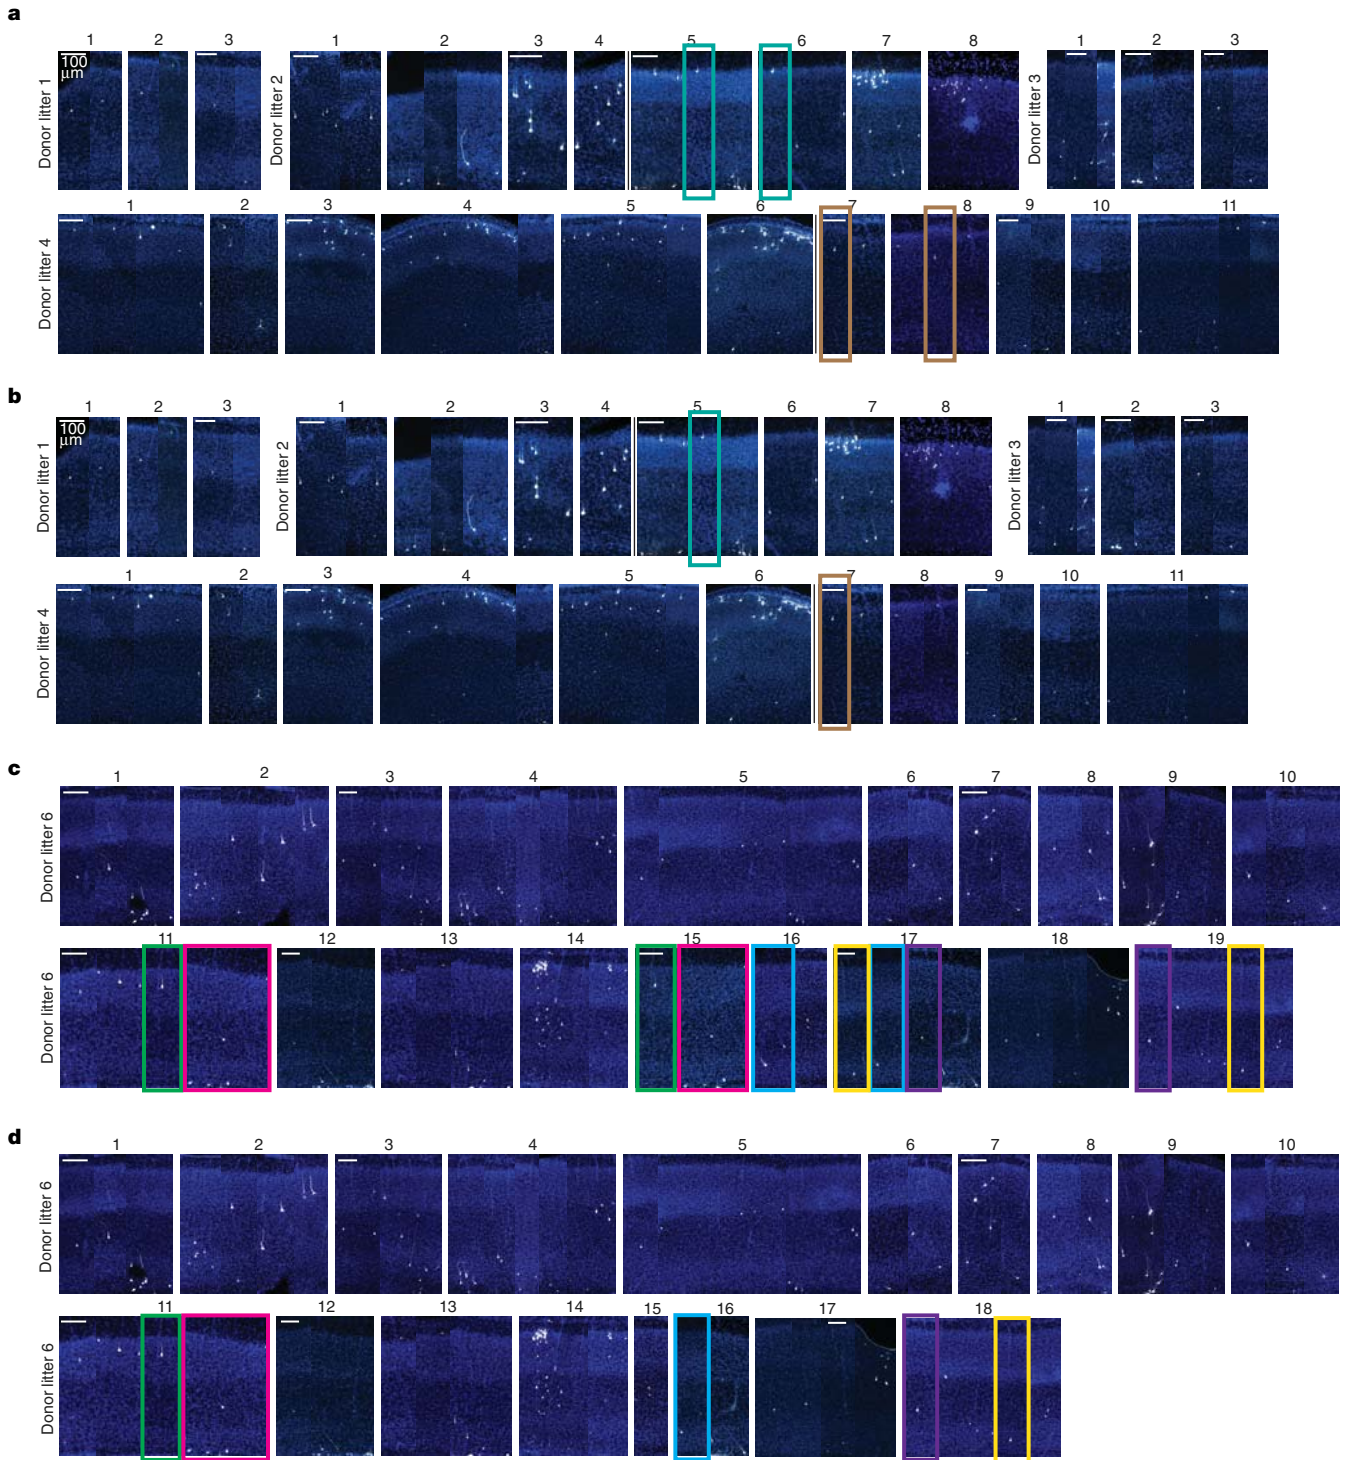 a
1 2 3 1 2 3 4 5 6 7 8 1 2 3
100
μm
Donor litter 1
Donor litter 2
Donor litter 3
1 2 3 4 5 6 7 8 9 10 11
Donor litter 4
b
1 2 3 1 2 3 4 5 6 7 8 1 2 3
100
μm
Donor litter 1
Donor litter 2
Donor litter 3
1 2 3 4 5 6 7 8 9 10 11
Donor litter 4
c
1 2 3 4 5 6 7 8 9 10
Donor litter 6
11 12 13 14 15 16 17 18 19
Donor litter 6
d
1 2 3 4 5 6 7 8 9 10
Donor litter 6
11 12 13 14 15 16 17 18
Donor litter 6